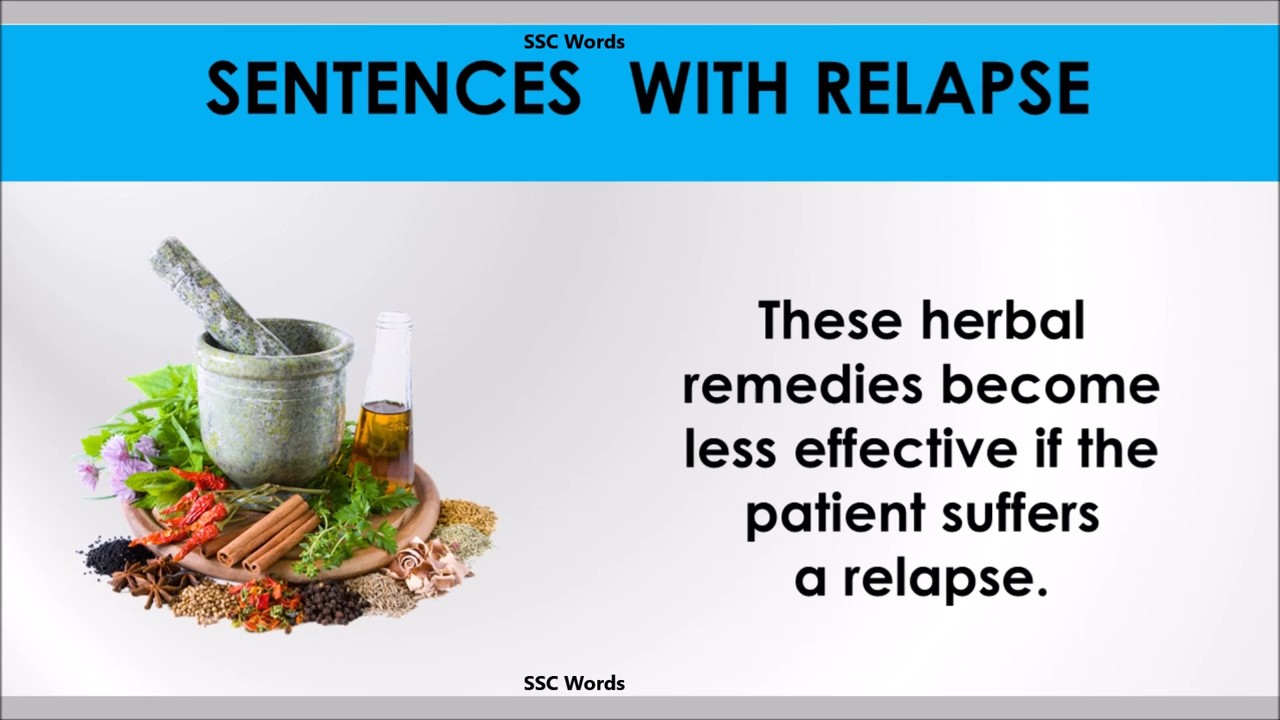 SSC Words
SENTENCES WITH RELAPSE
These herbal
remedies become
less effective if the
patient suffers
a relapse.
SSC Words